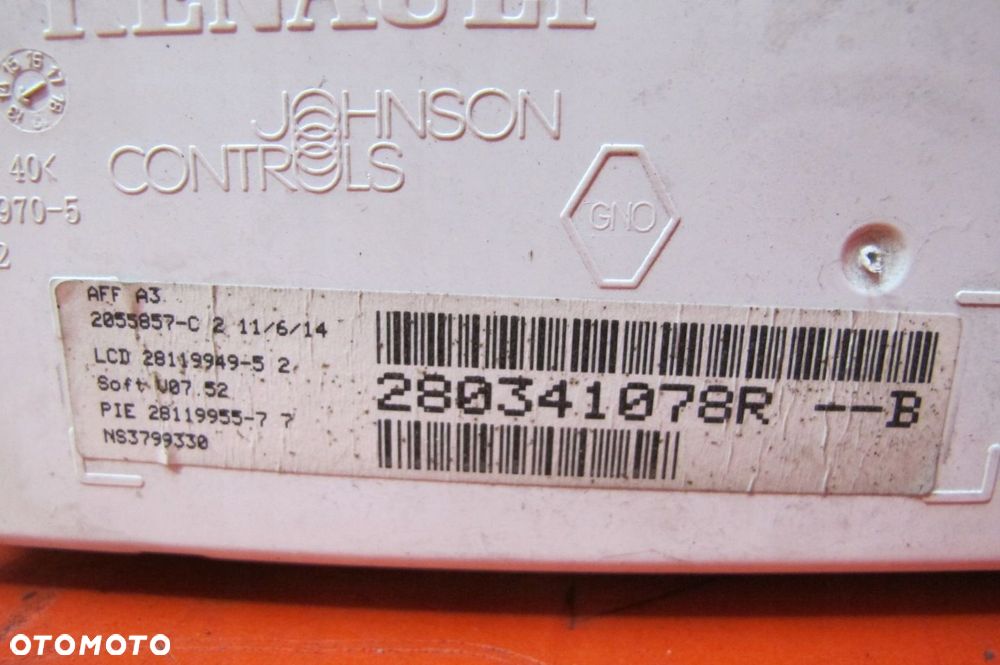 RENAULT
JOHNSON
CONTROLS
40<
970-5
2
GNO
AFF A3
2055857-C 2 11/6/14
LCD 28119949-5 2
Soft V07.52
PIE 28119955-7 7
NS3799330
280341078R --B
OTOMOTO